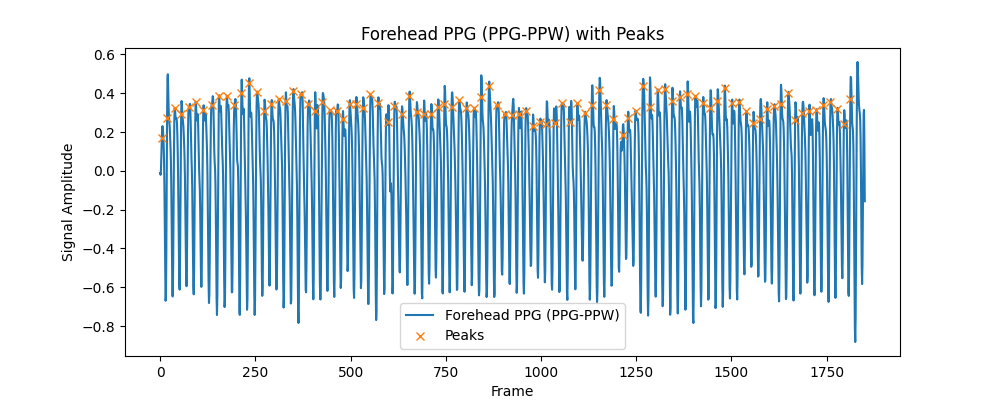 Forehead PPG (PPG-PPW) with Peaks
0.6
0.4
0.2
0.0
−0.2
−0.4
−0.6
−0.8
Signal Amplitude
Forehead PPG (PPG-PPW)
Peaks
0 250 500 750 1000 1250 1500 1750
Frame